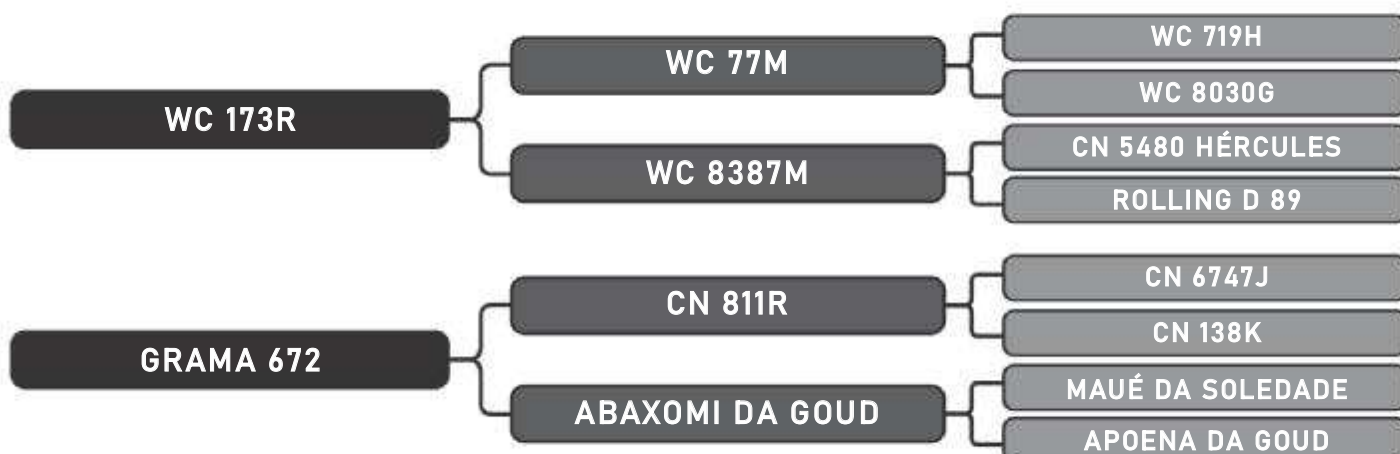 WC 173R
WC 77M
WC 719H
WC 8030G
WC 8387M
CN 5480 HÉRCULES
ROLLING D 89
GRAMA 672
CN 811R
CN 6747J
CN 138K
ABAXOMI DA GOUD
MAUÉ DA SOLEDADE
APOENA DA GOUD